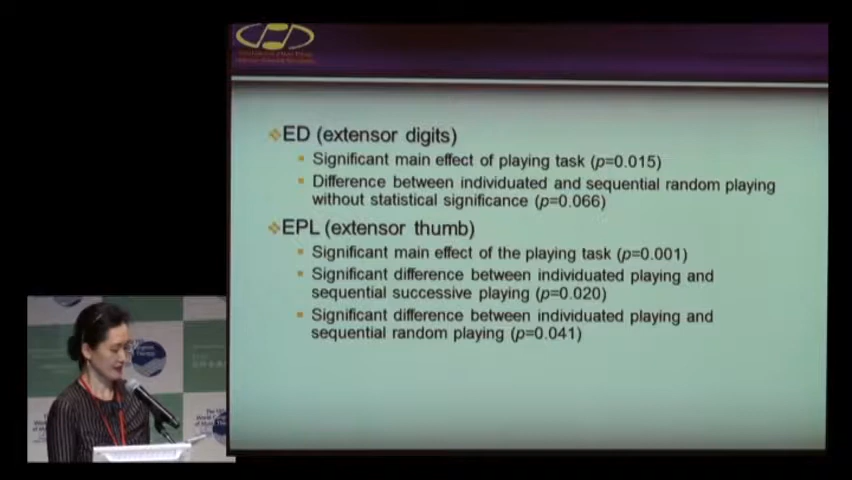 ED (extensor digits)
Significant main effect of playing task (p=0.015)
Difference between individuated and sequential random playing
without statistical significance (p=0.066)
EPL (extensor thumb)
Significant main effect of the playing task (p=0.001)
Significant difference between individuated playing and
sequential successive playing (p=0.020)
Significant difference between individuated playing and
sequential random playing (p=0.041)
World